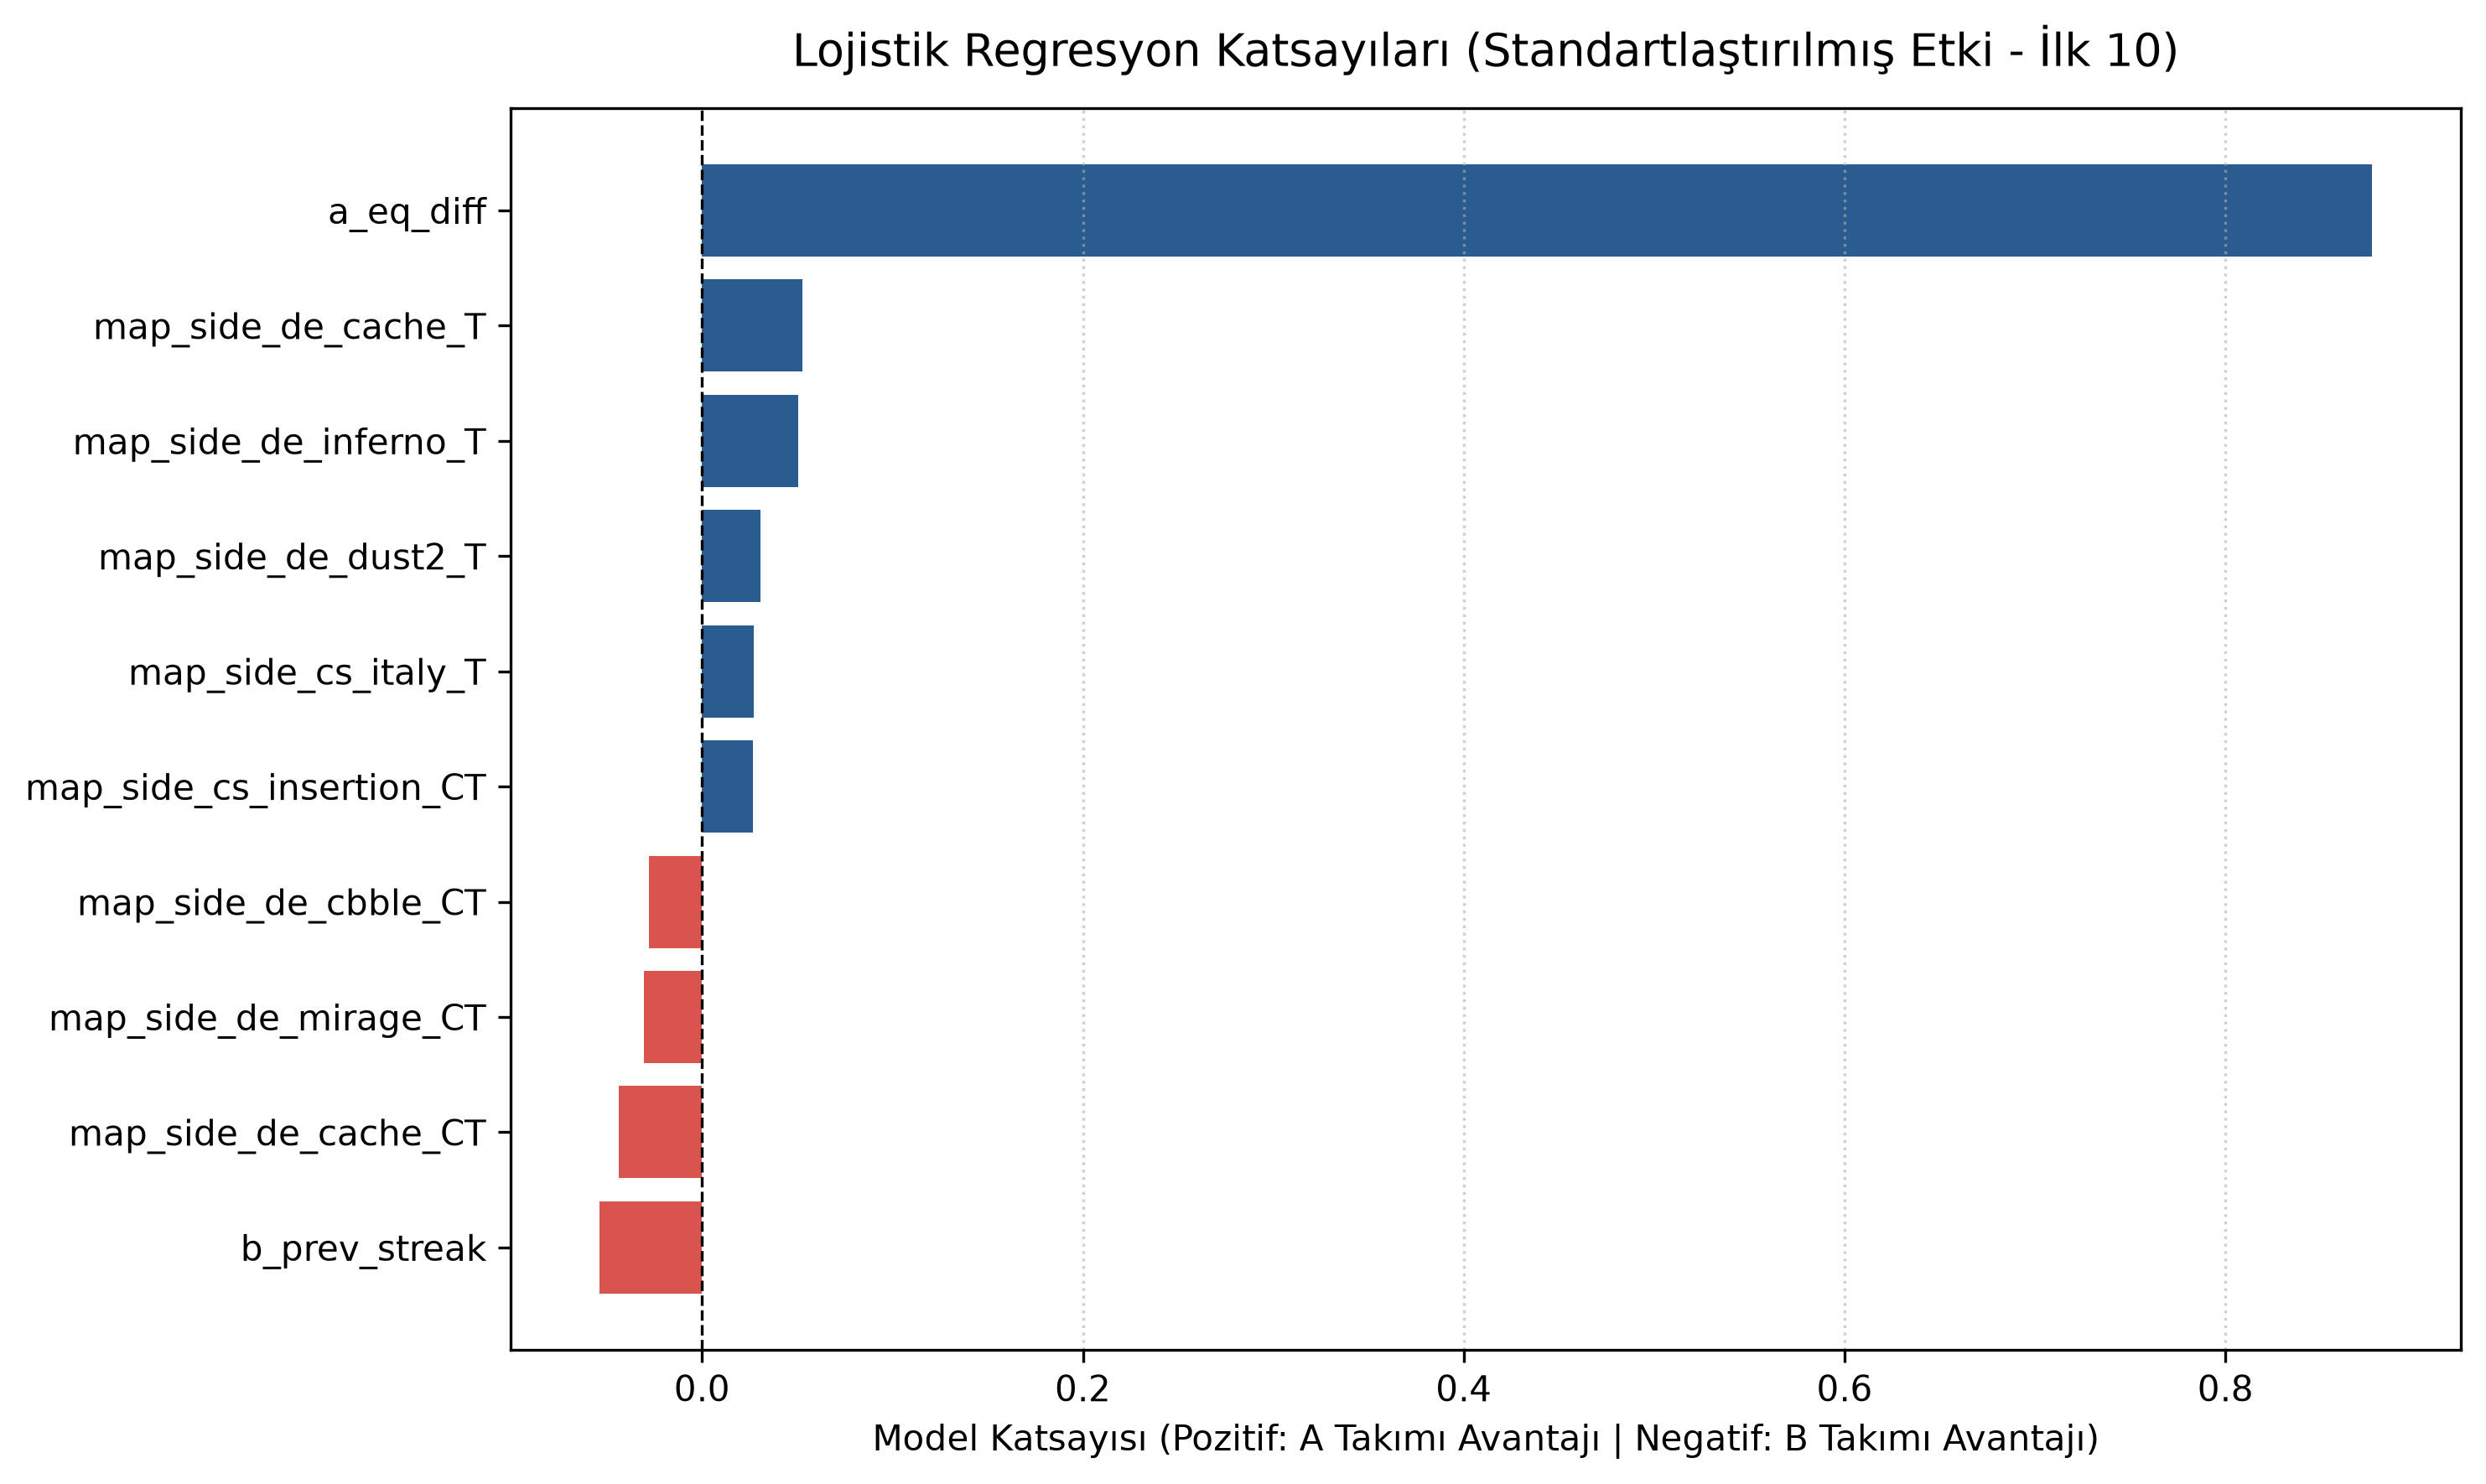 Lojistik Regresyon Katsayıları (Standartlaştırılmış Etki - İlk 10)
a_eq_diff
map_side_de_cache_T
map_side_de_inferno_T
map_side_de_dust2_T
map_side_cs_italy_T
map_side_cs_insertion_CT
map_side_de_cbble_CT
map_side_de_mirage_CT
map_side_de_cache_CT
b_prev_streak
0.0 0.2 0.4 0.6 0.8
Model Katsayısı (Pozitif: A Takımı Avantajı | Negatif: B Takımı Avantajı)